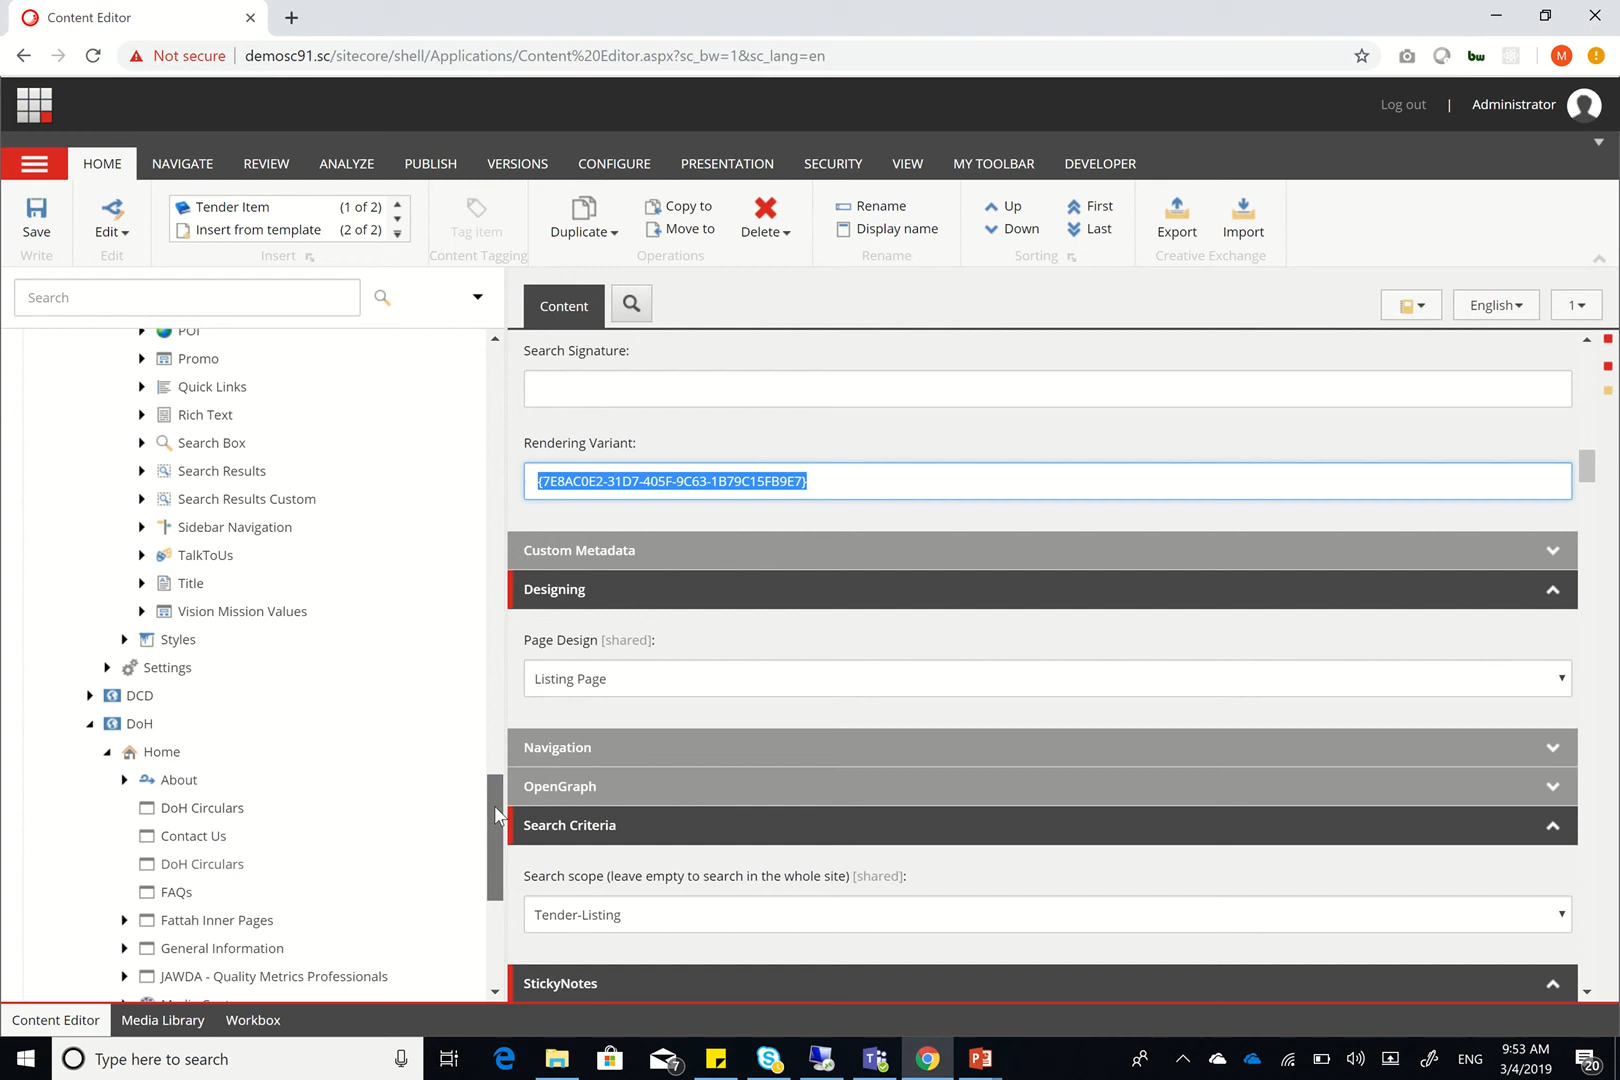 Content Editor
Not secure
demosc91.sc/sitecore/shell/Applications/Content%20Editor.aspx?sc_bw=1&sc_lang=en
bw
M
Log out | Administrator
HOME NAVIGATE REVIEW ANALYZE PUBLISH VERSIONS CONFIGURE PRESENTATION SECURITY VIEW MY TOOLBAR DEVELOPER
Save
Write
Edit
Edit
Tender Item (1 of 2)
Insert from template (2 of 2)
Insert
Tag item
Content Tagging
Duplicate
Copy to
Move to
Delete
Operations
Rename
Display name
Rename
Up
Down
First
Last
Sorting
Export
Import
Creative Exchange
Search
POI
Promo
Quick Links
Rich Text
Search Box
Search Results
Search Results Custom
Sidebar Navigation
TalkToUs
Title
Vision Mission Values
Styles
Settings
DCD
DoH
Home
About
DoH Circulars
Contact Us
DoH Circulars
FAQs
Fattah Inner Pages
General Information
JAWDA - Quality Metrics Professionals
Content
English
1
Search Signature:
Rendering Variant:
{7E8AC0E2-31D7-405F-9C63-1B79C15FB9E7}
Custom Metadata
Designing
Page Design [shared]:
Listing Page
Navigation
OpenGraph
Search Criteria
Search scope (leave empty to search in the whole site) [shared]:
Tender-Listing
StickyNotes
Content Editor Media Library Workbox
Type here to search
7
ENG
9:53 AM
3/4/2019
20